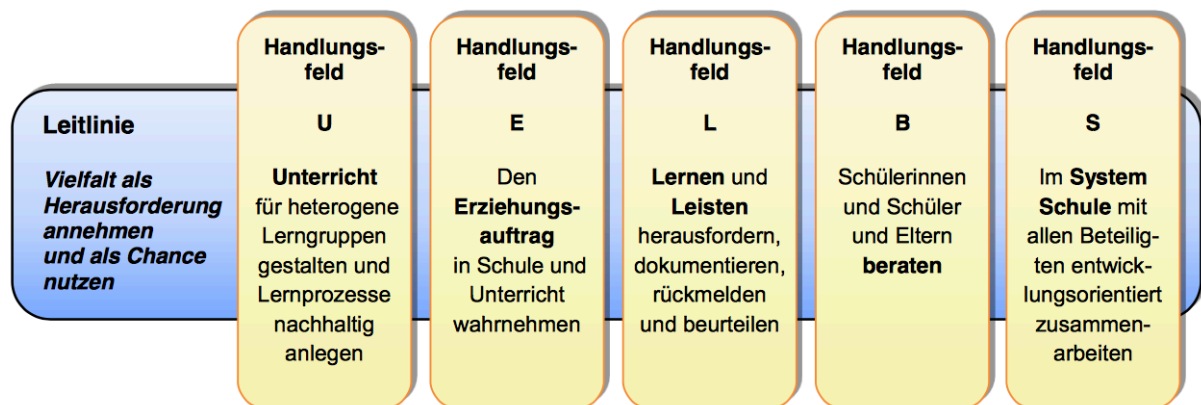 Leitlinie
Vielfalt als
Herausforderung
annehmen
und als Chance
nutzen
Handlungs-
feld
U
Unterricht
für heterogene
Lerngruppen
gestalten und
Lernprozesse
nachhaltig
anlegen
Handlungs-
feld
E
Den
Erziehungs-
auftrag
in Schule und
Unterricht
wahrnehmen
Handlungs-
feld
L
Lernen und
Leisten
herausfordern,
dokumentieren,
rückmelden
und beurteilen
Handlungs-
feld
B
Schülerinnen
und Schüler
und Eltern
beraten
Handlungs-
feld
S
Im System
Schule mit
allen Beteilig-
ten entwick-
lungsorientiert
zusammen-
arbeiten